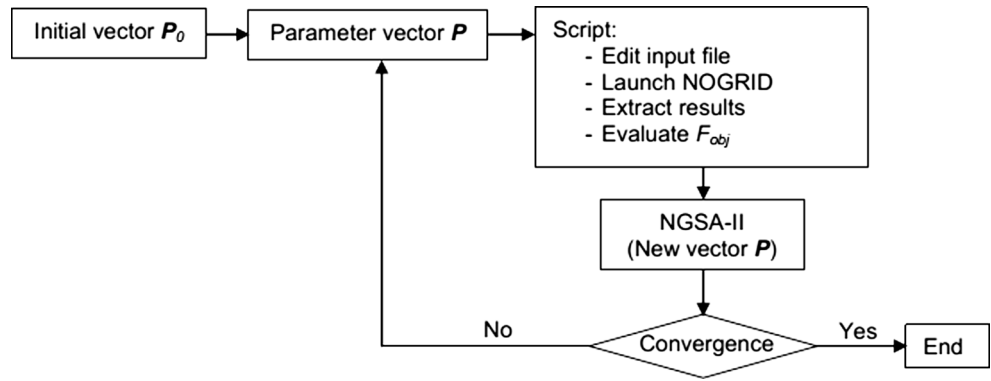 Initial vector P0
Parameter vector P
Script:
- Edit input file
- Launch NOGRID
- Extract results
- Evaluate Fobj
NGSA-II
(New vector P)
Convergence
No
Yes
End